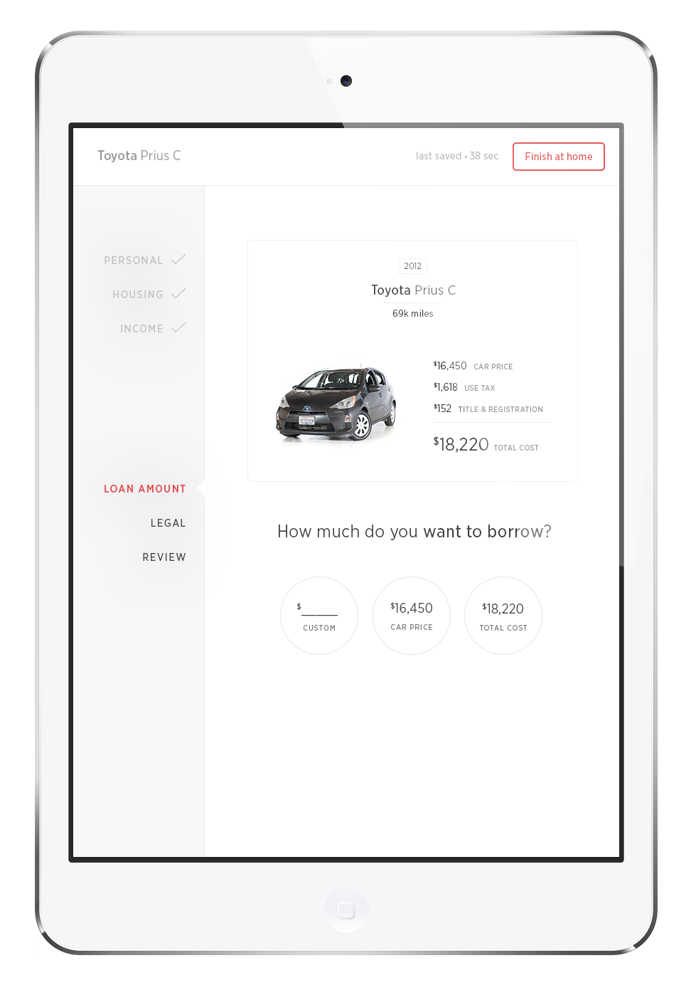 Toyota Prius C
last saved • 38 sec
Finish at home
PERSONAL
HOUSING
INCOME
LOAN AMOUNT
LEGAL
REVIEW
2012
Toyota Prius C
69k miles
$16,450 CAR PRICE
$1,618 USE TAX
$152 TITLE & REGISTRATION
$18,220 TOTAL COST
How much do you want to borrow?
$_____
CUSTOM
$16,450
CAR PRICE
$18,220
TOTAL COST